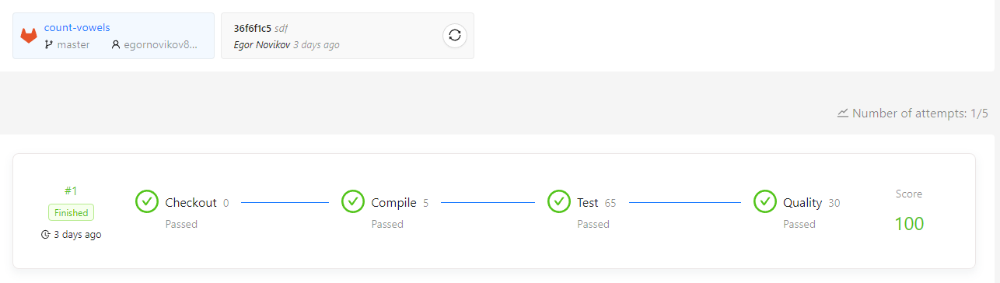 count-vowels
master egornovikov8...
36f6f1c5 sdf
Egor Novikov 3 days ago
Number of attempts: 1/5
#1
Finished
3 days ago
Checkout 0
Passed
Compile 5
Passed
Test 65
Passed
Quality 30
Passed
Score
100